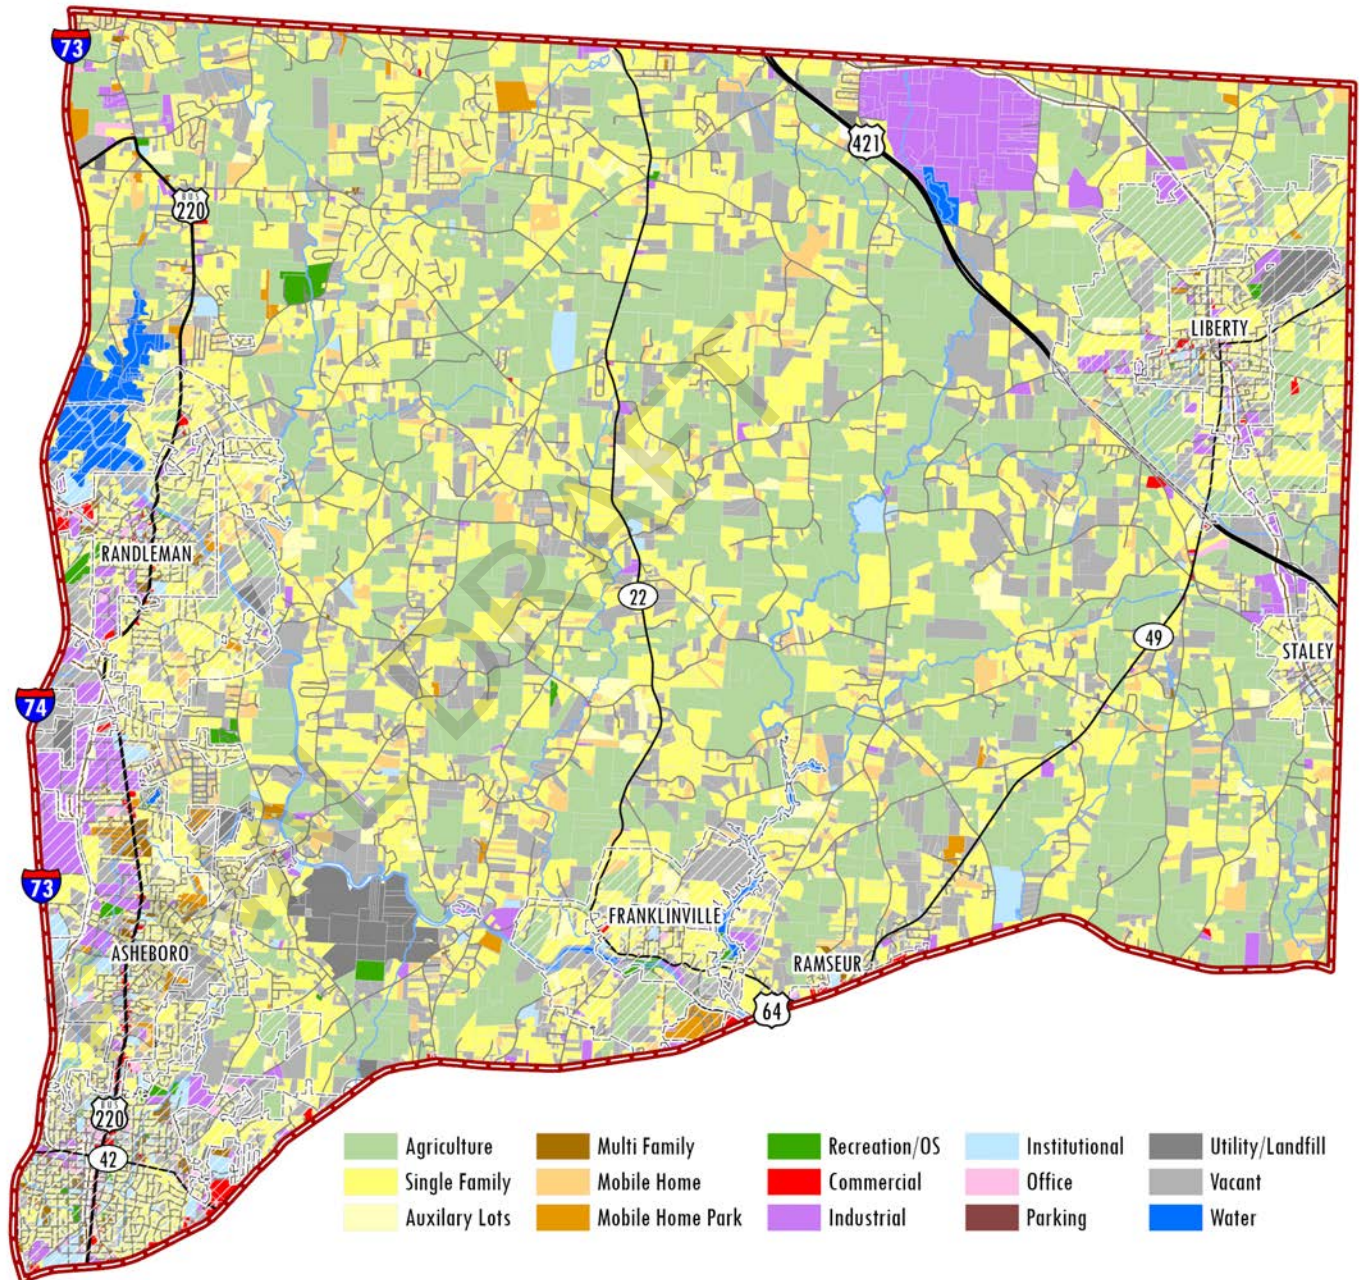 73
421
BUS
220
LIBERTY
RANDLEMAN
22
49
STALEY
74
73
FRANKLINVILLE
ASHEBORO
RAMSEUR
64
BUS
220
42
DRAFT
Agriculture
Single Family
Auxilary Lots
Multi Family
Mobile Home
Mobile Home Park
Recreation/OS
Commercial
Industrial
Institutional
Office
Parking
Utility/Landfill
Vacant
Water